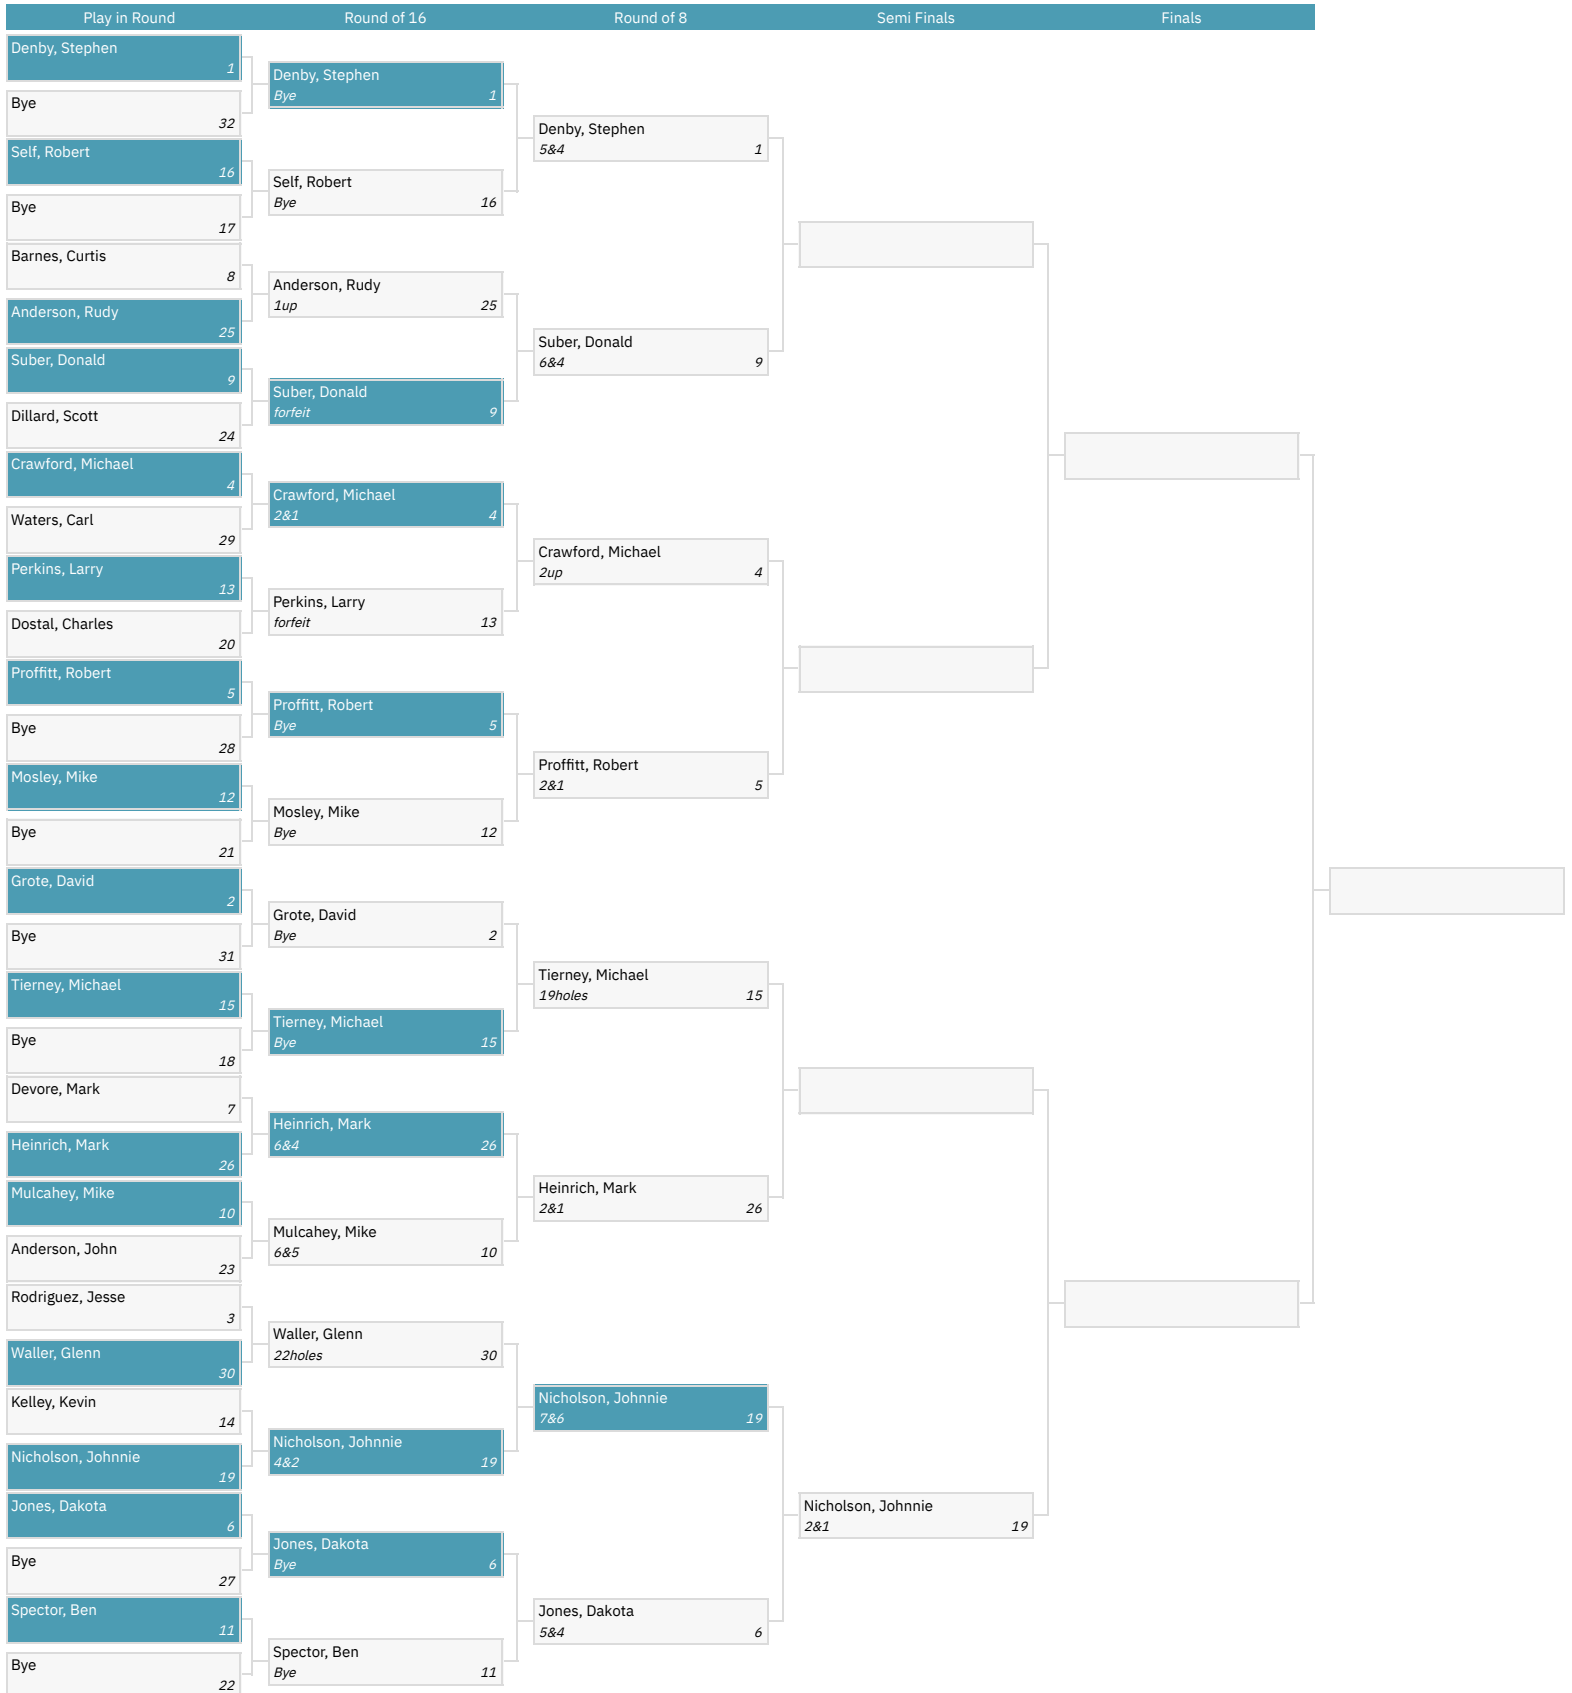 Play in Round
Round of 16
Round of 8
Semi Finals
Finals
Denby, Stephen
1
Bye
32
Self, Robert
16
Bye
17
Barnes, Curtis
8
Anderson, Rudy
25
Suber, Donald
9
Dillard, Scott
24
Crawford, Michael
4
Waters, Carl
29
Perkins, Larry
13
Dostal, Charles
20
Proffitt, Robert
5
Bye
28
Mosley, Mike
12
Bye
21
Grote, David
2
Bye
31
Tierney, Michael
15
Bye
18
Devore, Mark
7
Heinrich, Mark
26
Mulcahey, Mike
10
Anderson, John
23
Rodriguez, Jesse
3
Waller, Glenn
30
Kelley, Kevin
14
Nicholson, Johnnie
19
Jones, Dakota
6
Bye
27
Spector, Ben
11
Bye
22
Denby, Stephen
Bye 1
Self, Robert
Bye 16
Anderson, Rudy
1up 25
Suber, Donald
forfeit 9
Crawford, Michael
2&1 4
Perkins, Larry
forfeit 13
Proffitt, Robert
Bye 5
Mosley, Mike
Bye 12
Grote, David
Bye 2
Tierney, Michael
Bye 15
Heinrich, Mark
6&4 26
Mulcahey, Mike
6&5 10
Waller, Glenn
22holes 30
Nicholson, Johnnie
4&2 19
Jones, Dakota
Bye 6
Spector, Ben
Bye 11
Denby, Stephen
5&4 1
Suber, Donald
6&4 9
Crawford, Michael
2up 4
Proffitt, Robert
2&1 5
Tierney, Michael
19holes 15
Heinrich, Mark
2&1 26
Nicholson, Johnnie
7&6 19
Jones, Dakota
5&4 6
Nicholson, Johnnie
2&1 19